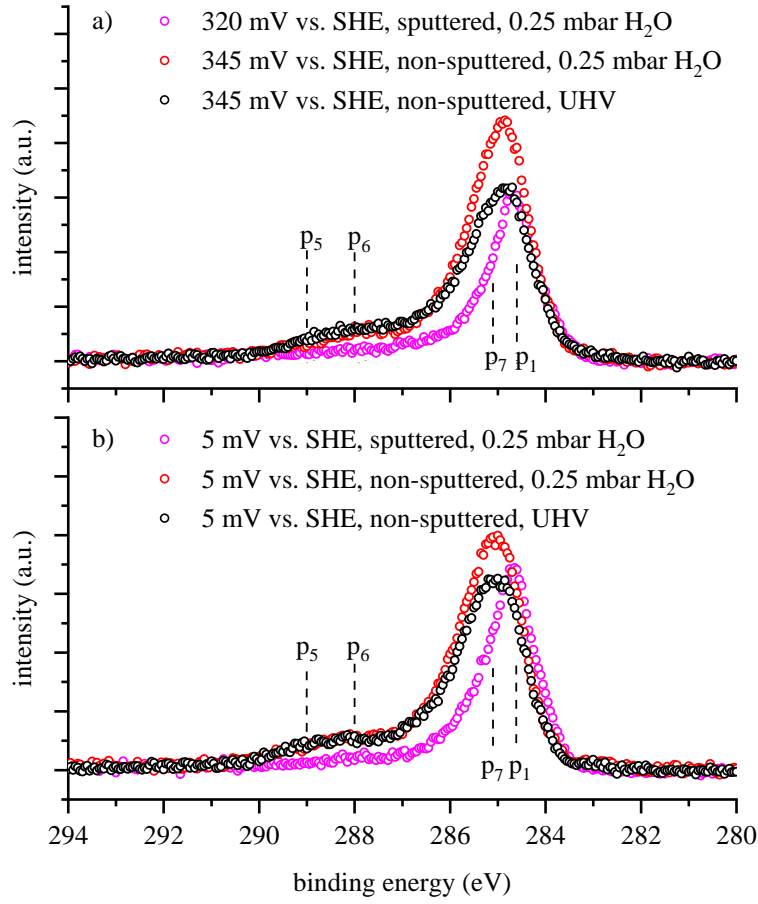 a)
320 mV vs. SHE, sputtered, 0.25 mbar H₂O
345 mV vs. SHE, non-sputtered, 0.25 mbar H₂O
345 mV vs. SHE, non-sputtered, UHV
intensity (a.u.)
p₅ p₆
p₇ p₁
b)
5 mV vs. SHE, sputtered, 0.25 mbar H₂O
5 mV vs. SHE, non-sputtered, 0.25 mbar H₂O
5 mV vs. SHE, non-sputtered, UHV
intensity (a.u.)
p₅ p₆
p₇ p₁
294 292 290 288 286 284 282 280
binding energy (eV)